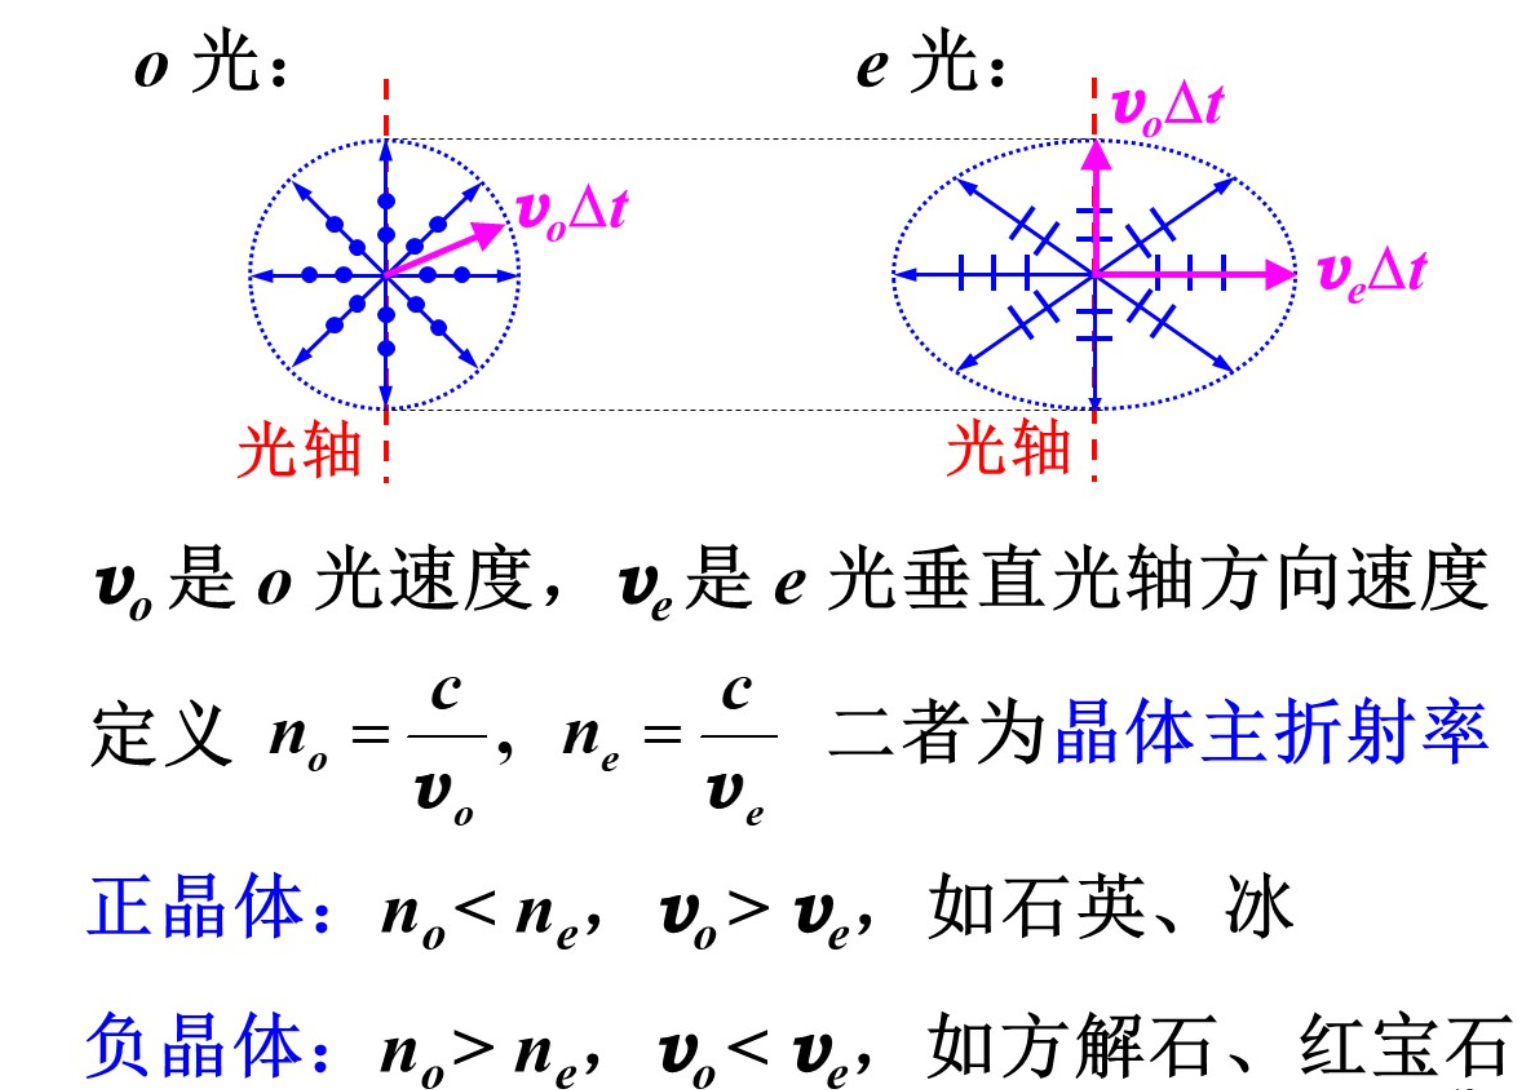 o 光： e 光：
v_oΔt
v_oΔt
v_eΔt
光轴 光轴
v_o 是 o 光速度， v_e 是 e 光垂直光轴方向速度
定义 n_o = c/v_o , n_e = c/v_e 二者为晶体主折射率
正晶体：n_o < n_e， v_o > v_e， 如石英、冰
负晶体：n_o > n_e， v_o < v_e， 如方解石、红宝石